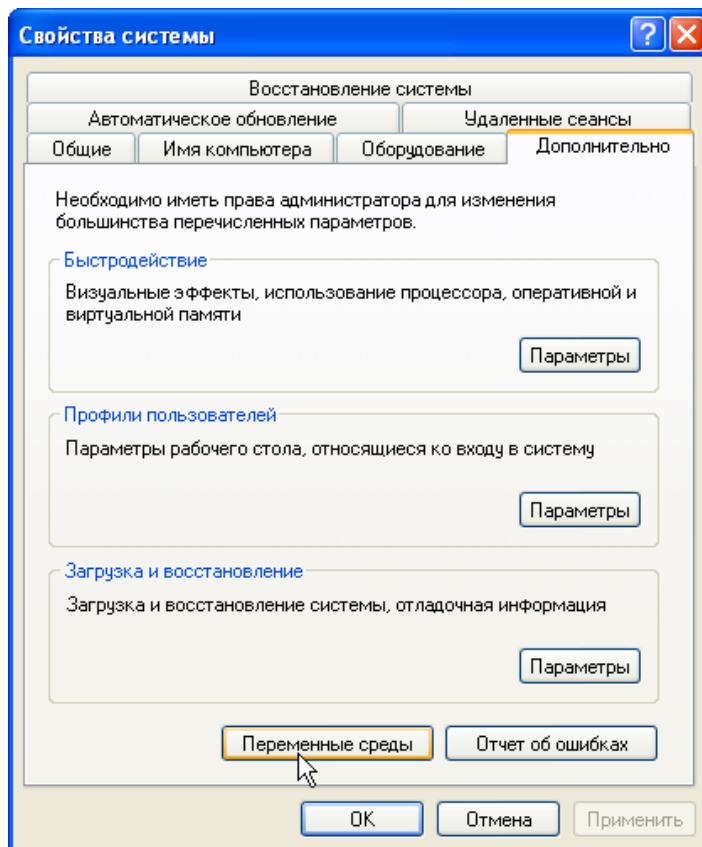 Свойства системы
Восстановление системы
Автоматическое обновление
Удаленные сеансы
Общие
Имя компьютера
Оборудование
Дополнительно
Необходимо иметь права администратора для изменения
большинства перечисленных параметров.
Быстродействие
Визуальные эффекты, использование процессора, оперативной и
виртуальной памяти
Параметры
Профили пользователей
Параметры рабочего стола, относящиеся ко входу в систему
Параметры
Загрузка и восстановление
Загрузка и восстановление системы, отладочная информация
Параметры
Переменные среды
Отчет об ошибках
ОК
Отмена
Применить